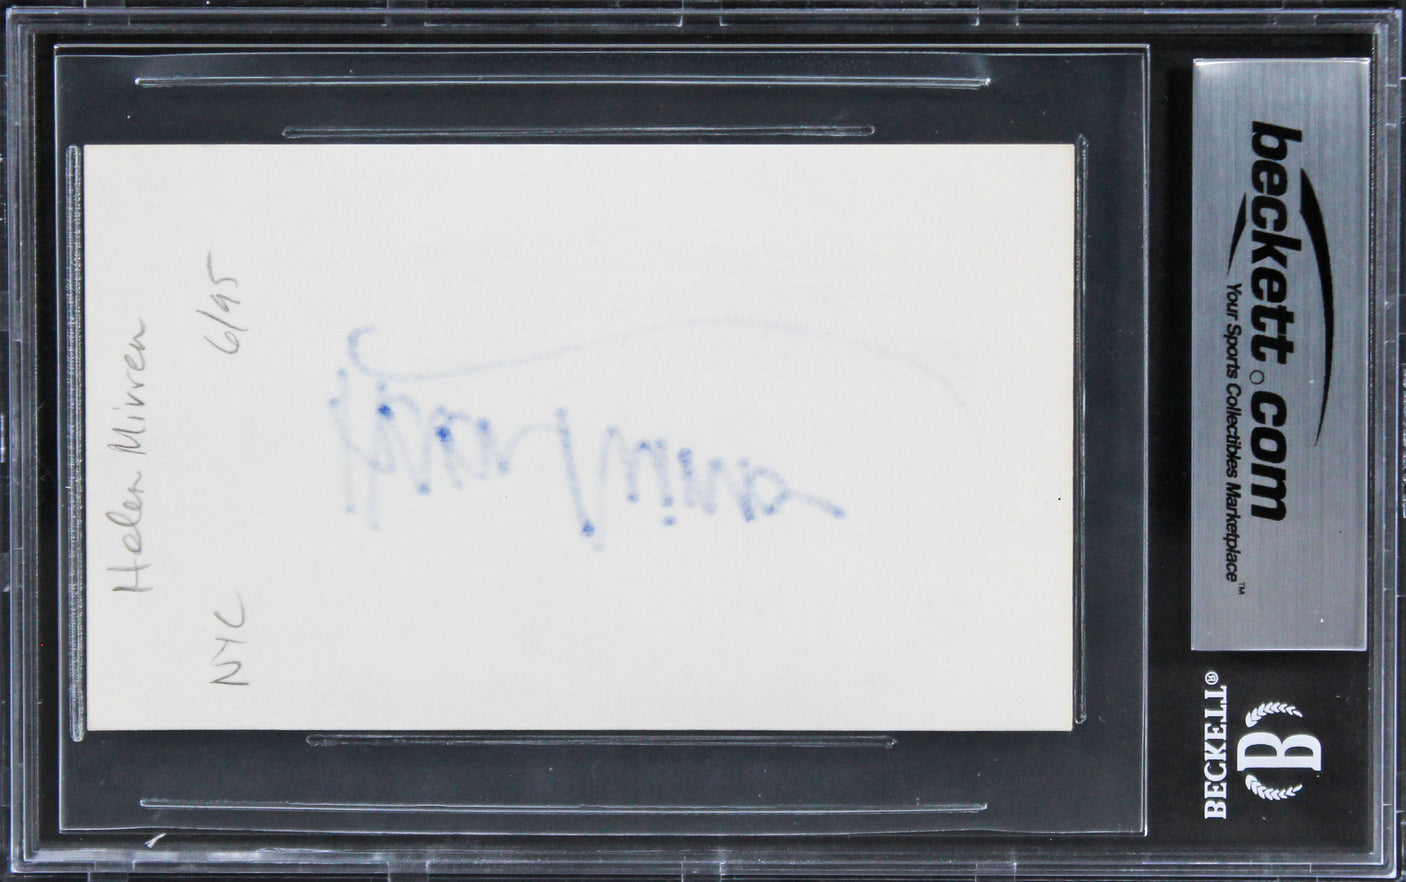 Helen Mirren
NYC 6/95
beckett.com
Your Sports Collectibles Marketplace™
BECKETT®
B